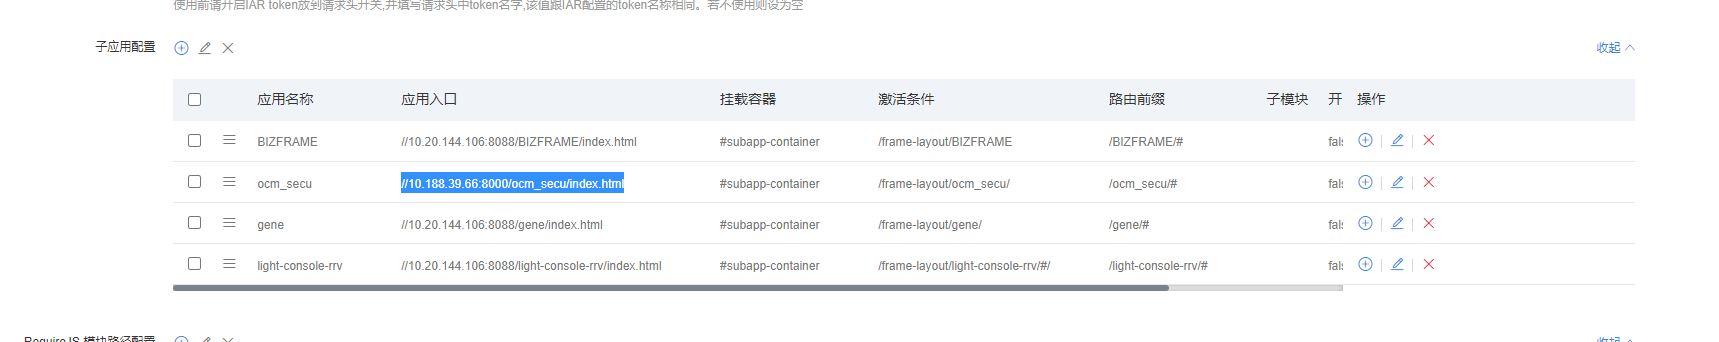 使用前请开启IAR token放到请求头开关,并填写请求头中token名字,该值跟IAR配置的token名称相同。若不使用则设为空
子应用配置 收起
应用名称 应用入口 挂载容器 激活条件 路由前缀 子模块 开 操作
BIZFRAME //10.20.144.106:8088/BIZFRAME/index.html #subapp-container /frame-layout/BIZFRAME /BIZFRAME/# fals
ocm_secu //10.188.39.66:8000/ocm_secu/index.html #subapp-container /frame-layout/ocm_secu/ /ocm_secu/# fals
gene //10.20.144.106:8088/gene/index.html #subapp-container /frame-layout/gene/ /gene/# fals
light-console-rrv //10.20.144.106:8088/light-console-rrv/index.html #subapp-container /frame-layout/light-console-rrv/#/ /light-console-rrv/# fals
RequireJS 模块路径配置 收起